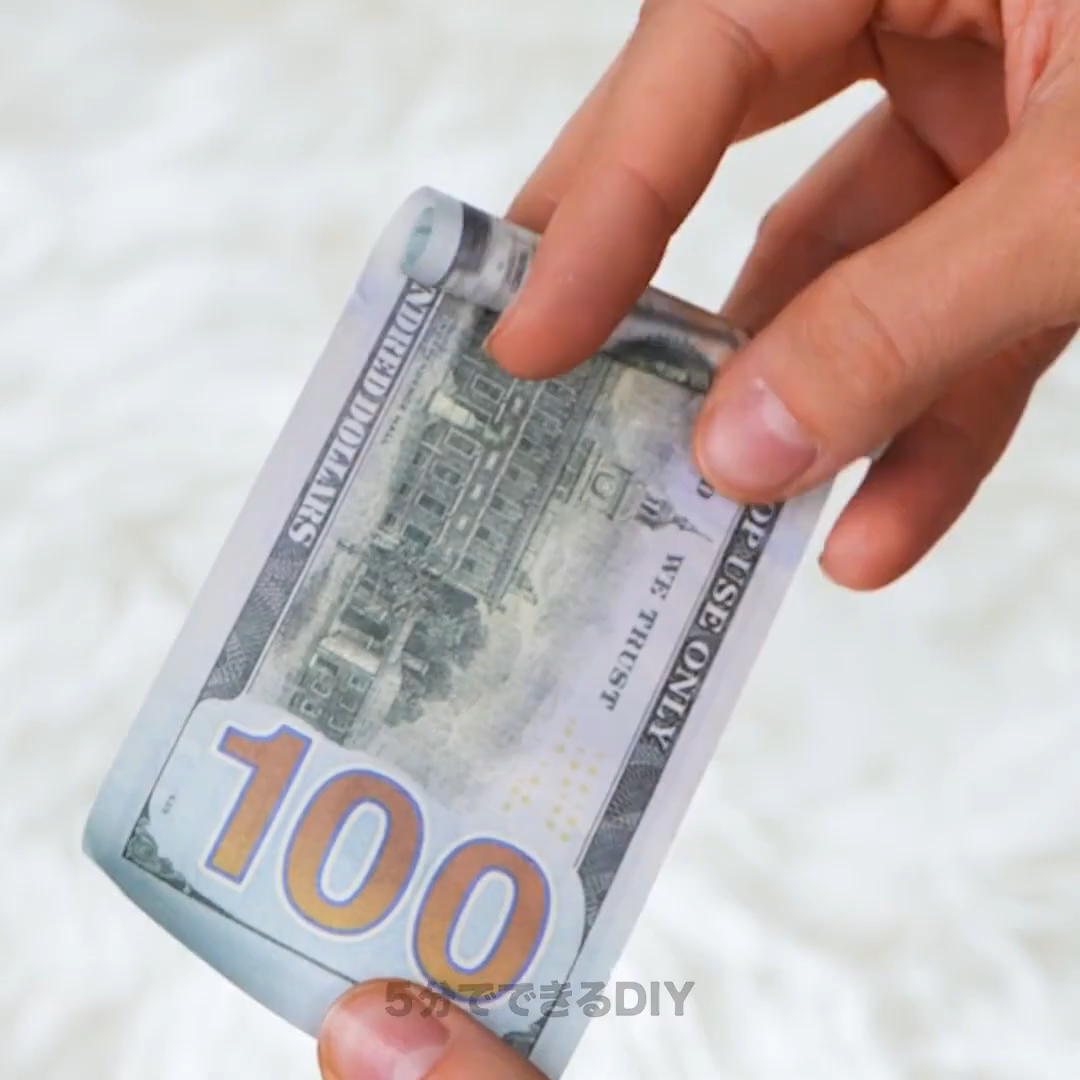 NDRED DOLLARS
OP USE ONLY
WE TRUST
100
5分でできるDIY